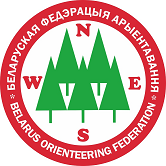 БЕЛАРУСКАЯ ФЕДЭРАЦЫЯ АРЫЕНТАВАННЯ
N
W E
S
BELARUS ORIENTEERING FEDERATION